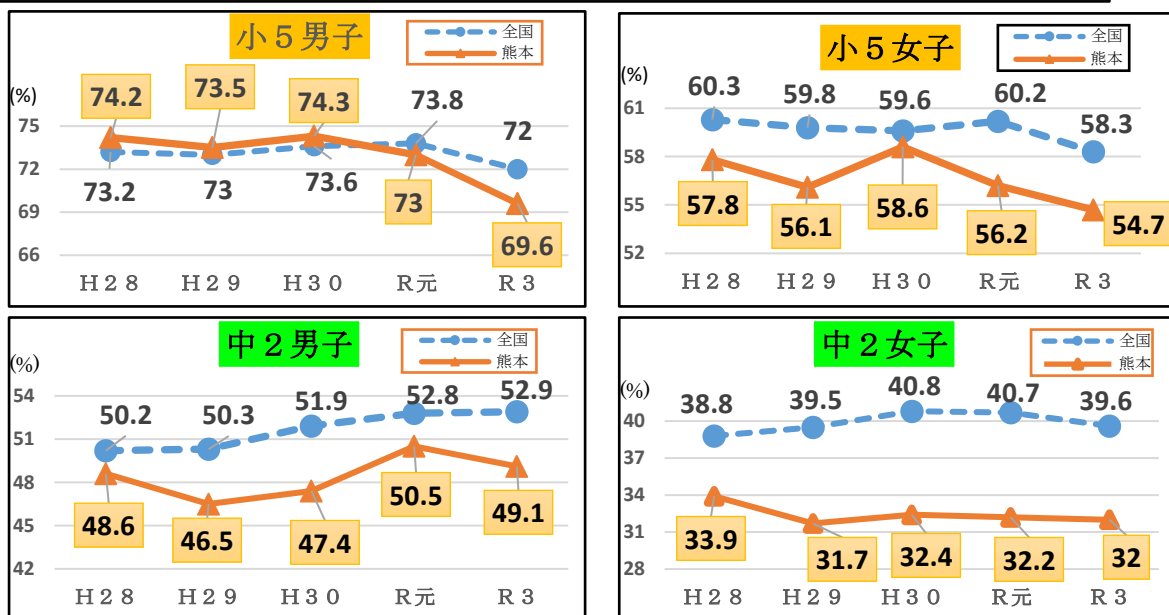 小５男子
全国
熊本
(%)
74.2
73.5
74.3
73.8
72
73.2
73
73.6
73
69.6
75
72
69
66
Ｈ２８
Ｈ２９
Ｈ３０
Ｒ元
Ｒ３
小５女子
全国
熊本
(%)
60.3
59.8
59.6
60.2
58.3
57.8
56.1
58.6
56.2
54.7
61
58
55
52
Ｈ２８
Ｈ２９
Ｈ３０
Ｒ元
Ｒ３
中２男子
全国
熊本
(%)
50.2
50.3
51.9
52.8
52.9
48.6
46.5
47.4
50.5
49.1
54
51
48
45
42
Ｈ２８
Ｈ２９
Ｈ３０
Ｒ元
Ｒ３
中２女子
全国
熊本
(%)
38.8
39.5
40.8
40.7
39.6
33.9
31.7
32.4
32.2
32
40
37
34
31
28
Ｈ２８
Ｈ２９
Ｈ３０
Ｒ元
Ｒ３